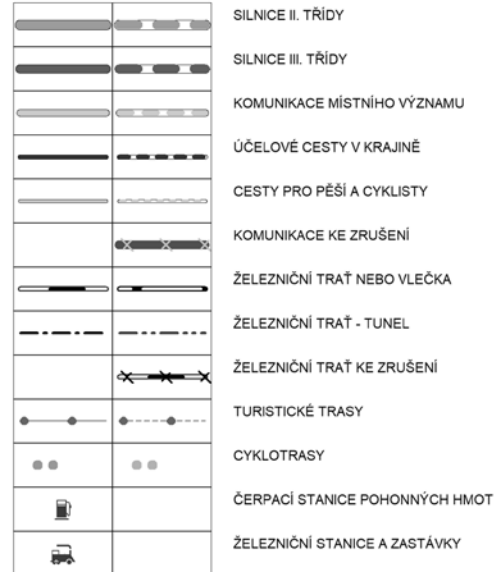 SILNICE II. TŘÍDY
SILNICE III. TŘÍDY
KOMUNIKACE MÍSTNÍHO VÝZNAMU
ÚČELOVÉ CESTY V KRAJINĚ
CESTY PRO PĚŠÍ A CYKLISTY
KOMUNIKACE KE ZRUŠENÍ
ŽELEZNIČNÍ TRAŤ NEBO VLEČKA
ŽELEZNIČNÍ TRAŤ - TUNEL
ŽELEZNIČNÍ TRAŤ KE ZRUŠENÍ
TURISTICKÉ TRASY
CYKLOTRASY
ČERPACÍ STANICE POHONNÝCH HMOT
ŽELEZNIČNÍ STANICE A ZASTÁVKY